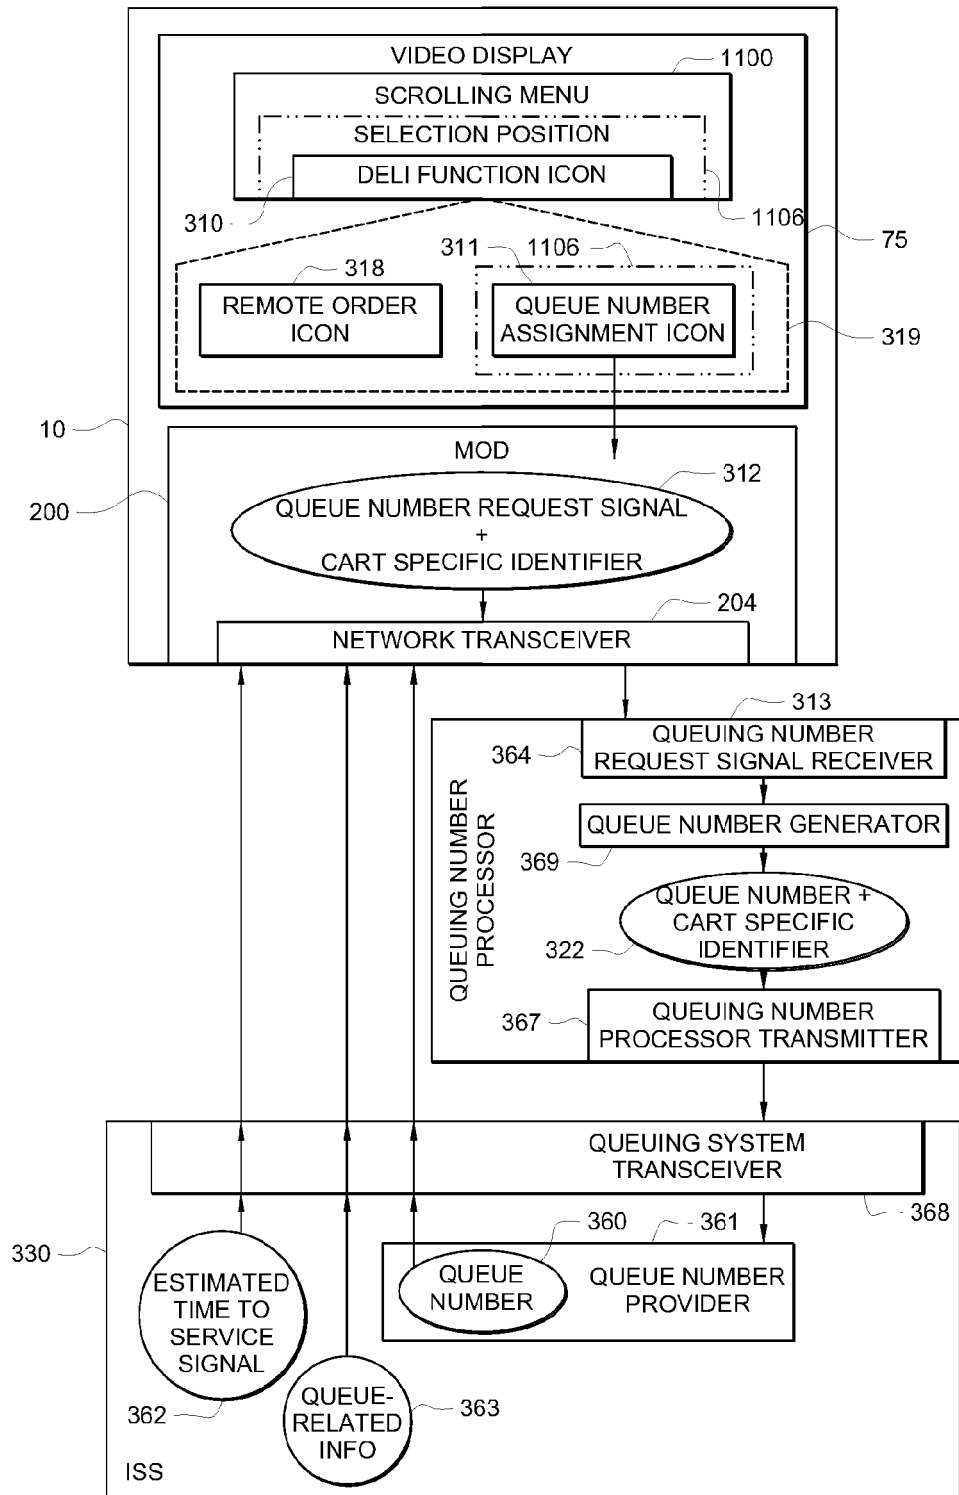 VIDEO DISPLAY
1100
SCROLLING MENU
SELECTION POSITION
DELI FUNCTION ICON
310
1106
75
318
311
1106
REMOTE ORDER
ICON
QUEUE NUMBER
ASSIGNMENT ICON
319
10
MOD
312
200
QUEUE NUMBER REQUEST SIGNAL
+
CART SPECIFIC IDENTIFIER
204
NETWORK TRANSCEIVER
313
364
QUEUING NUMBER
REQUEST SIGNAL RECEIVER
QUEUING NUMBER
PROCESSOR
QUEUE NUMBER GENERATOR
369
QUEUE NUMBER +
CART SPECIFIC
IDENTIFIER
322
367
QUEUING NUMBER
PROCESSOR TRANSMITTER
QUEUING SYSTEM
TRANSCEIVER
368
330
360
361
ESTIMATED
TIME TO
SERVICE
SIGNAL
QUEUE
NUMBER
QUEUE NUMBER
PROVIDER
362
QUEUE-
RELATED
INFO
363
ISS